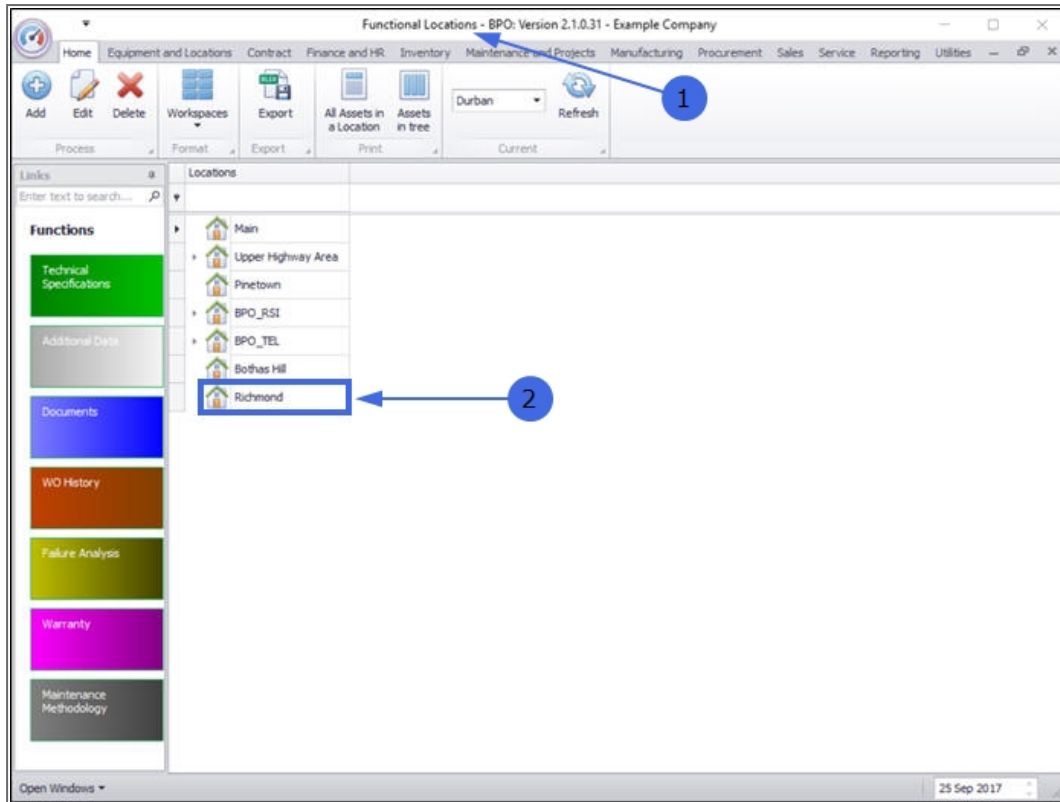 Functional Locations - BPO: Version 2.1.0.31 - Example Company
Home Equipment and Locations Contract Finance and HR Inventory Maintenance and Projects Manufacturing Procurement Sales Service Reporting Utilities
1
Add Edit Delete Workspaces Export All Assets in a Location Assets in tree Durban Refresh
Process Format Export Print Current
Links
Enter text to search...
Locations
Functions
Technical
Specifications
Additional Data
Documents
WO History
Failure Analysis
Warranty
Maintenance
Methodology
Main
Upper Highway Area
Pinetown
BPO_RSI
BPO_TEL
Bothas Hill
Richmond
2
Open Windows
25 Sep 2017